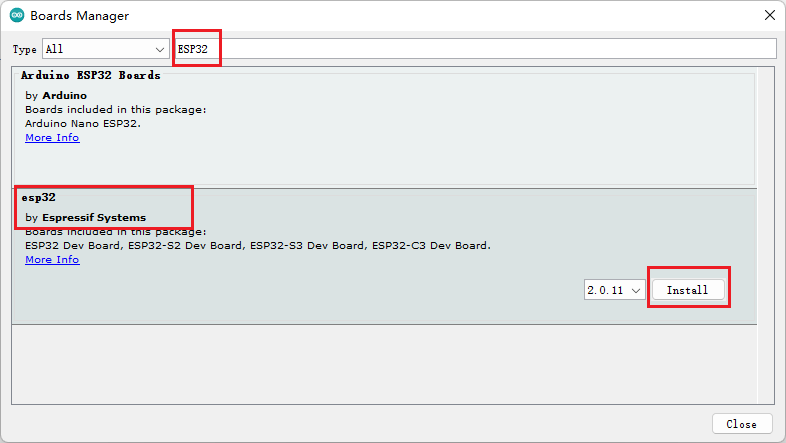 Boards Manager
Type All ESP32
Arduino ESP32 Boards
by Arduino
Boards included in this package:
Arduino Nano ESP32.
More Info
esp32
by Espressif Systems
Boards included in this package:
ESP32 Dev Board, ESP32-S2 Dev Board, ESP32-S3 Dev Board, ESP32-C3 Dev Board.
More Info
2.0.11 Install
Close